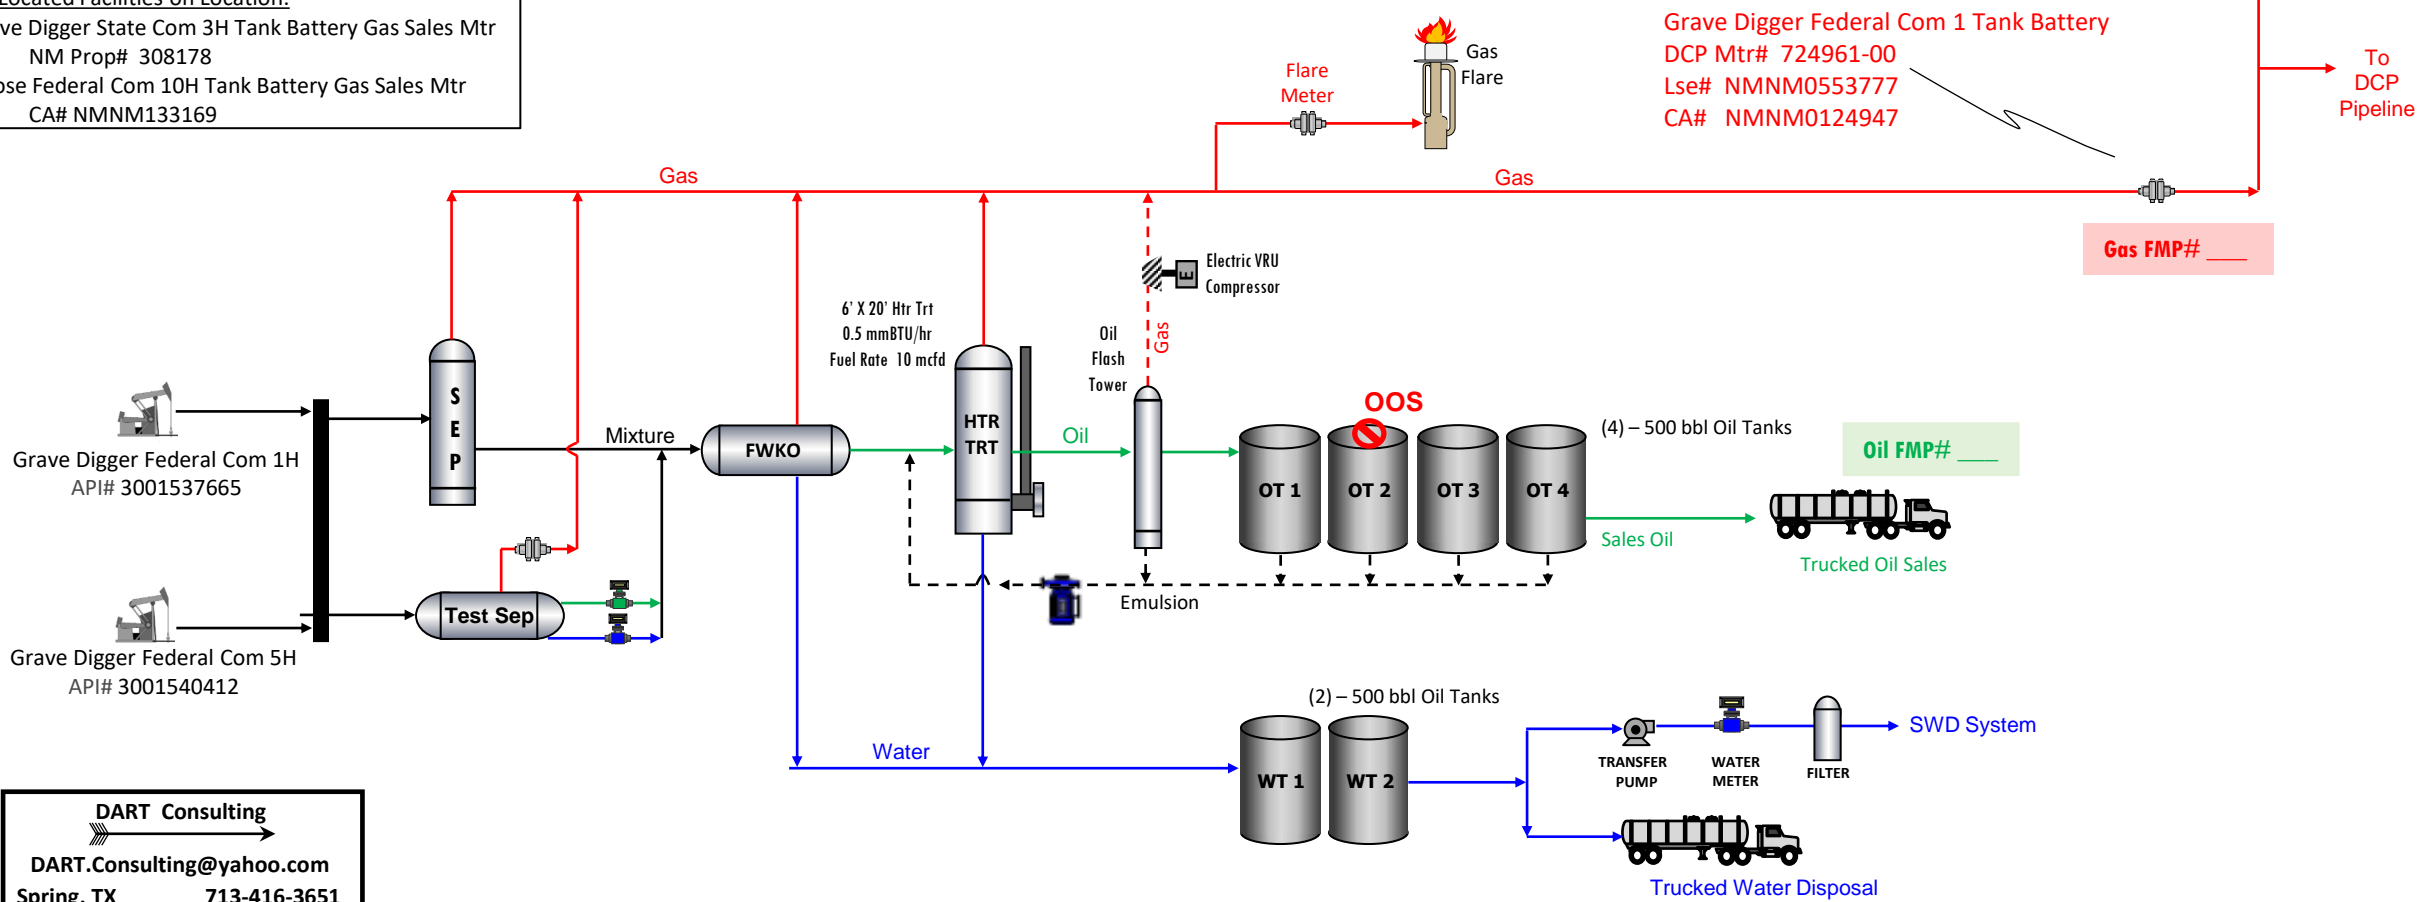 Located Facilities on Location:
ve Digger State Com 3H Tank Battery Gas Sales Mtr
NM Prop# 308178
ose Federal Com 10H Tank Battery Gas Sales Mtr
CA# NMNM133169
Gas
Flare
Flare
Meter
Grave Digger Federal Com 1 Tank Battery
DCP Mtr# 724961-00
Lse# NMNM0553777
CA# NMNM0124947
To
DCP
Pipeline
Gas
Gas
Gas FMP# ___
Electric VRU
Compressor
E
Gas
6' X 20' Htr Trt
0.5 mmBTU/hr
Fuel Rate 10 mcfd
Oil
Flash
Tower
S
E
P
Grave Digger Federal Com 1H
API# 3001537665
Mixture
FWKO
HTR
TRT
Oil
OOS
OT 1
OT 2
OT 3
OT 4
(4) – 500 bbl Oil Tanks
Oil FMP# ___
Sales Oil
Trucked Oil Sales
Test Sep
Emulsion
Grave Digger Federal Com 5H
API# 3001540412
(2) – 500 bbl Oil Tanks
Water
WT 1
WT 2
TRANSFER
PUMP
WATER
METER
FILTER
SWD System
Trucked Water Disposal
DART Consulting
DART.Consulting@yahoo.com
Spring, TX 713-416-3651